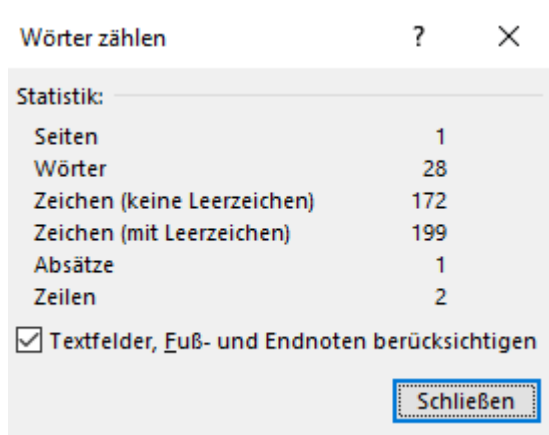 Wörter zählen ? ×
Statistik:
Seiten 1
Wörter 28
Zeichen (keine Leerzeichen) 172
Zeichen (mit Leerzeichen) 199
Absätze 1
Zeilen 2
Textfelder, Fuß- und Endnoten berücksichtigen
Schließen